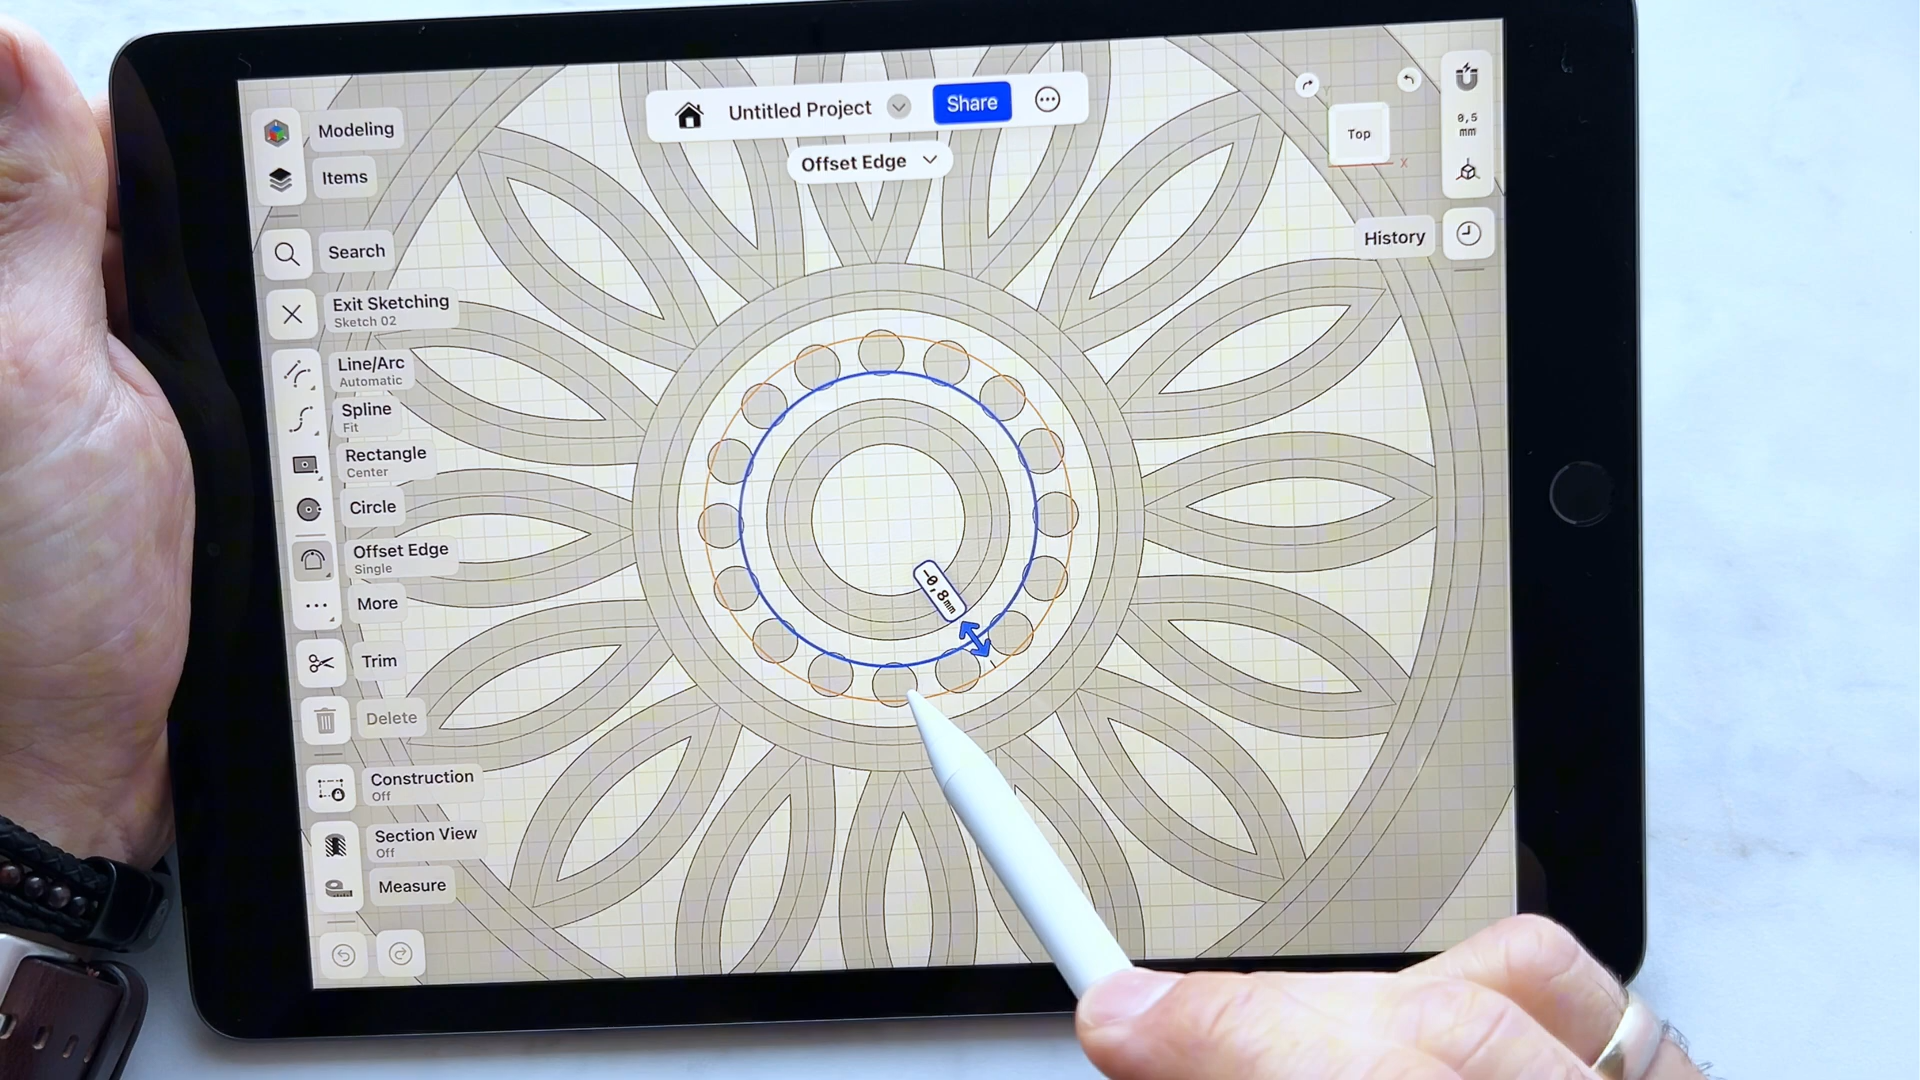 Modeling
Items
Untitled Project
Share
Offset Edge
Top
X
0,5
mm
History
Search
Exit Sketching
Sketch 02
Line/Arc
Automatic
Spline
Fit
Rectangle
Center
Circle
Offset Edge
Single
More
Trim
Delete
Construction
Off
Section View
Off
Measure
-0,8mm